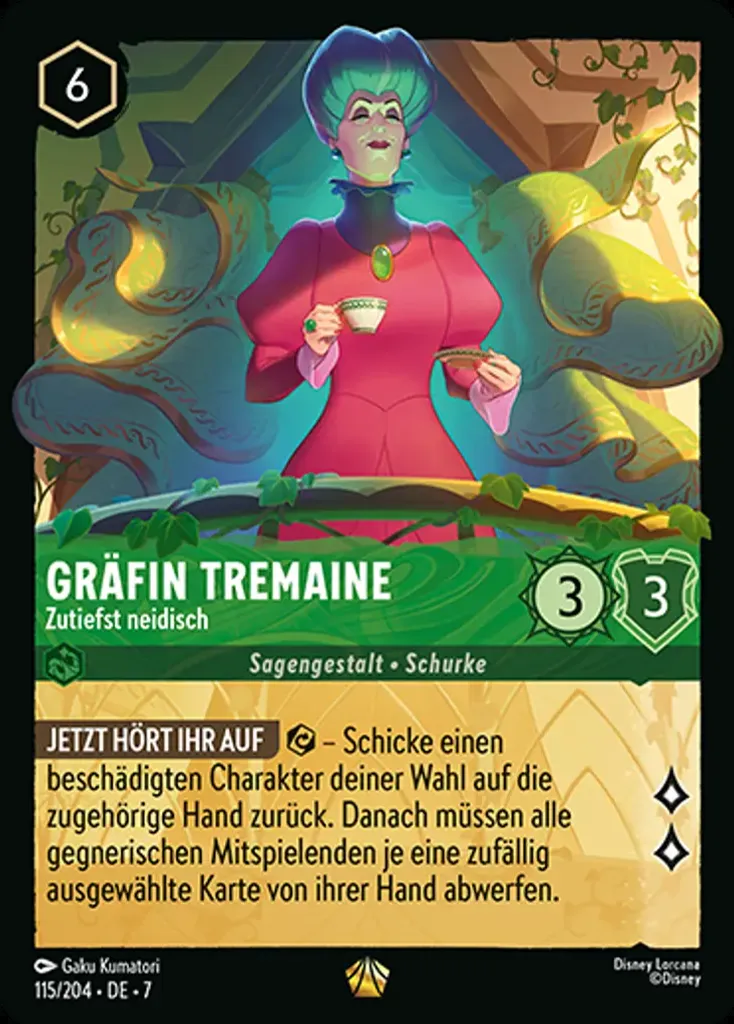 6
GRÄFIN TREMAINE
Zutiefst neidisch
3
3
Sagengestalt • Schurke
JETZT HÖRT IHR AUF – Schicke einen
beschädigten Charakter deiner Wahl auf die
zugehörige Hand zurück. Danach müssen alle
gegnerischen Mitspielenden je eine zufällig
ausgewählte Karte von ihrer Hand abwerfen.
Gaku Kumatori
115/204 • DE • 7
Disney Lorcana
©Disney